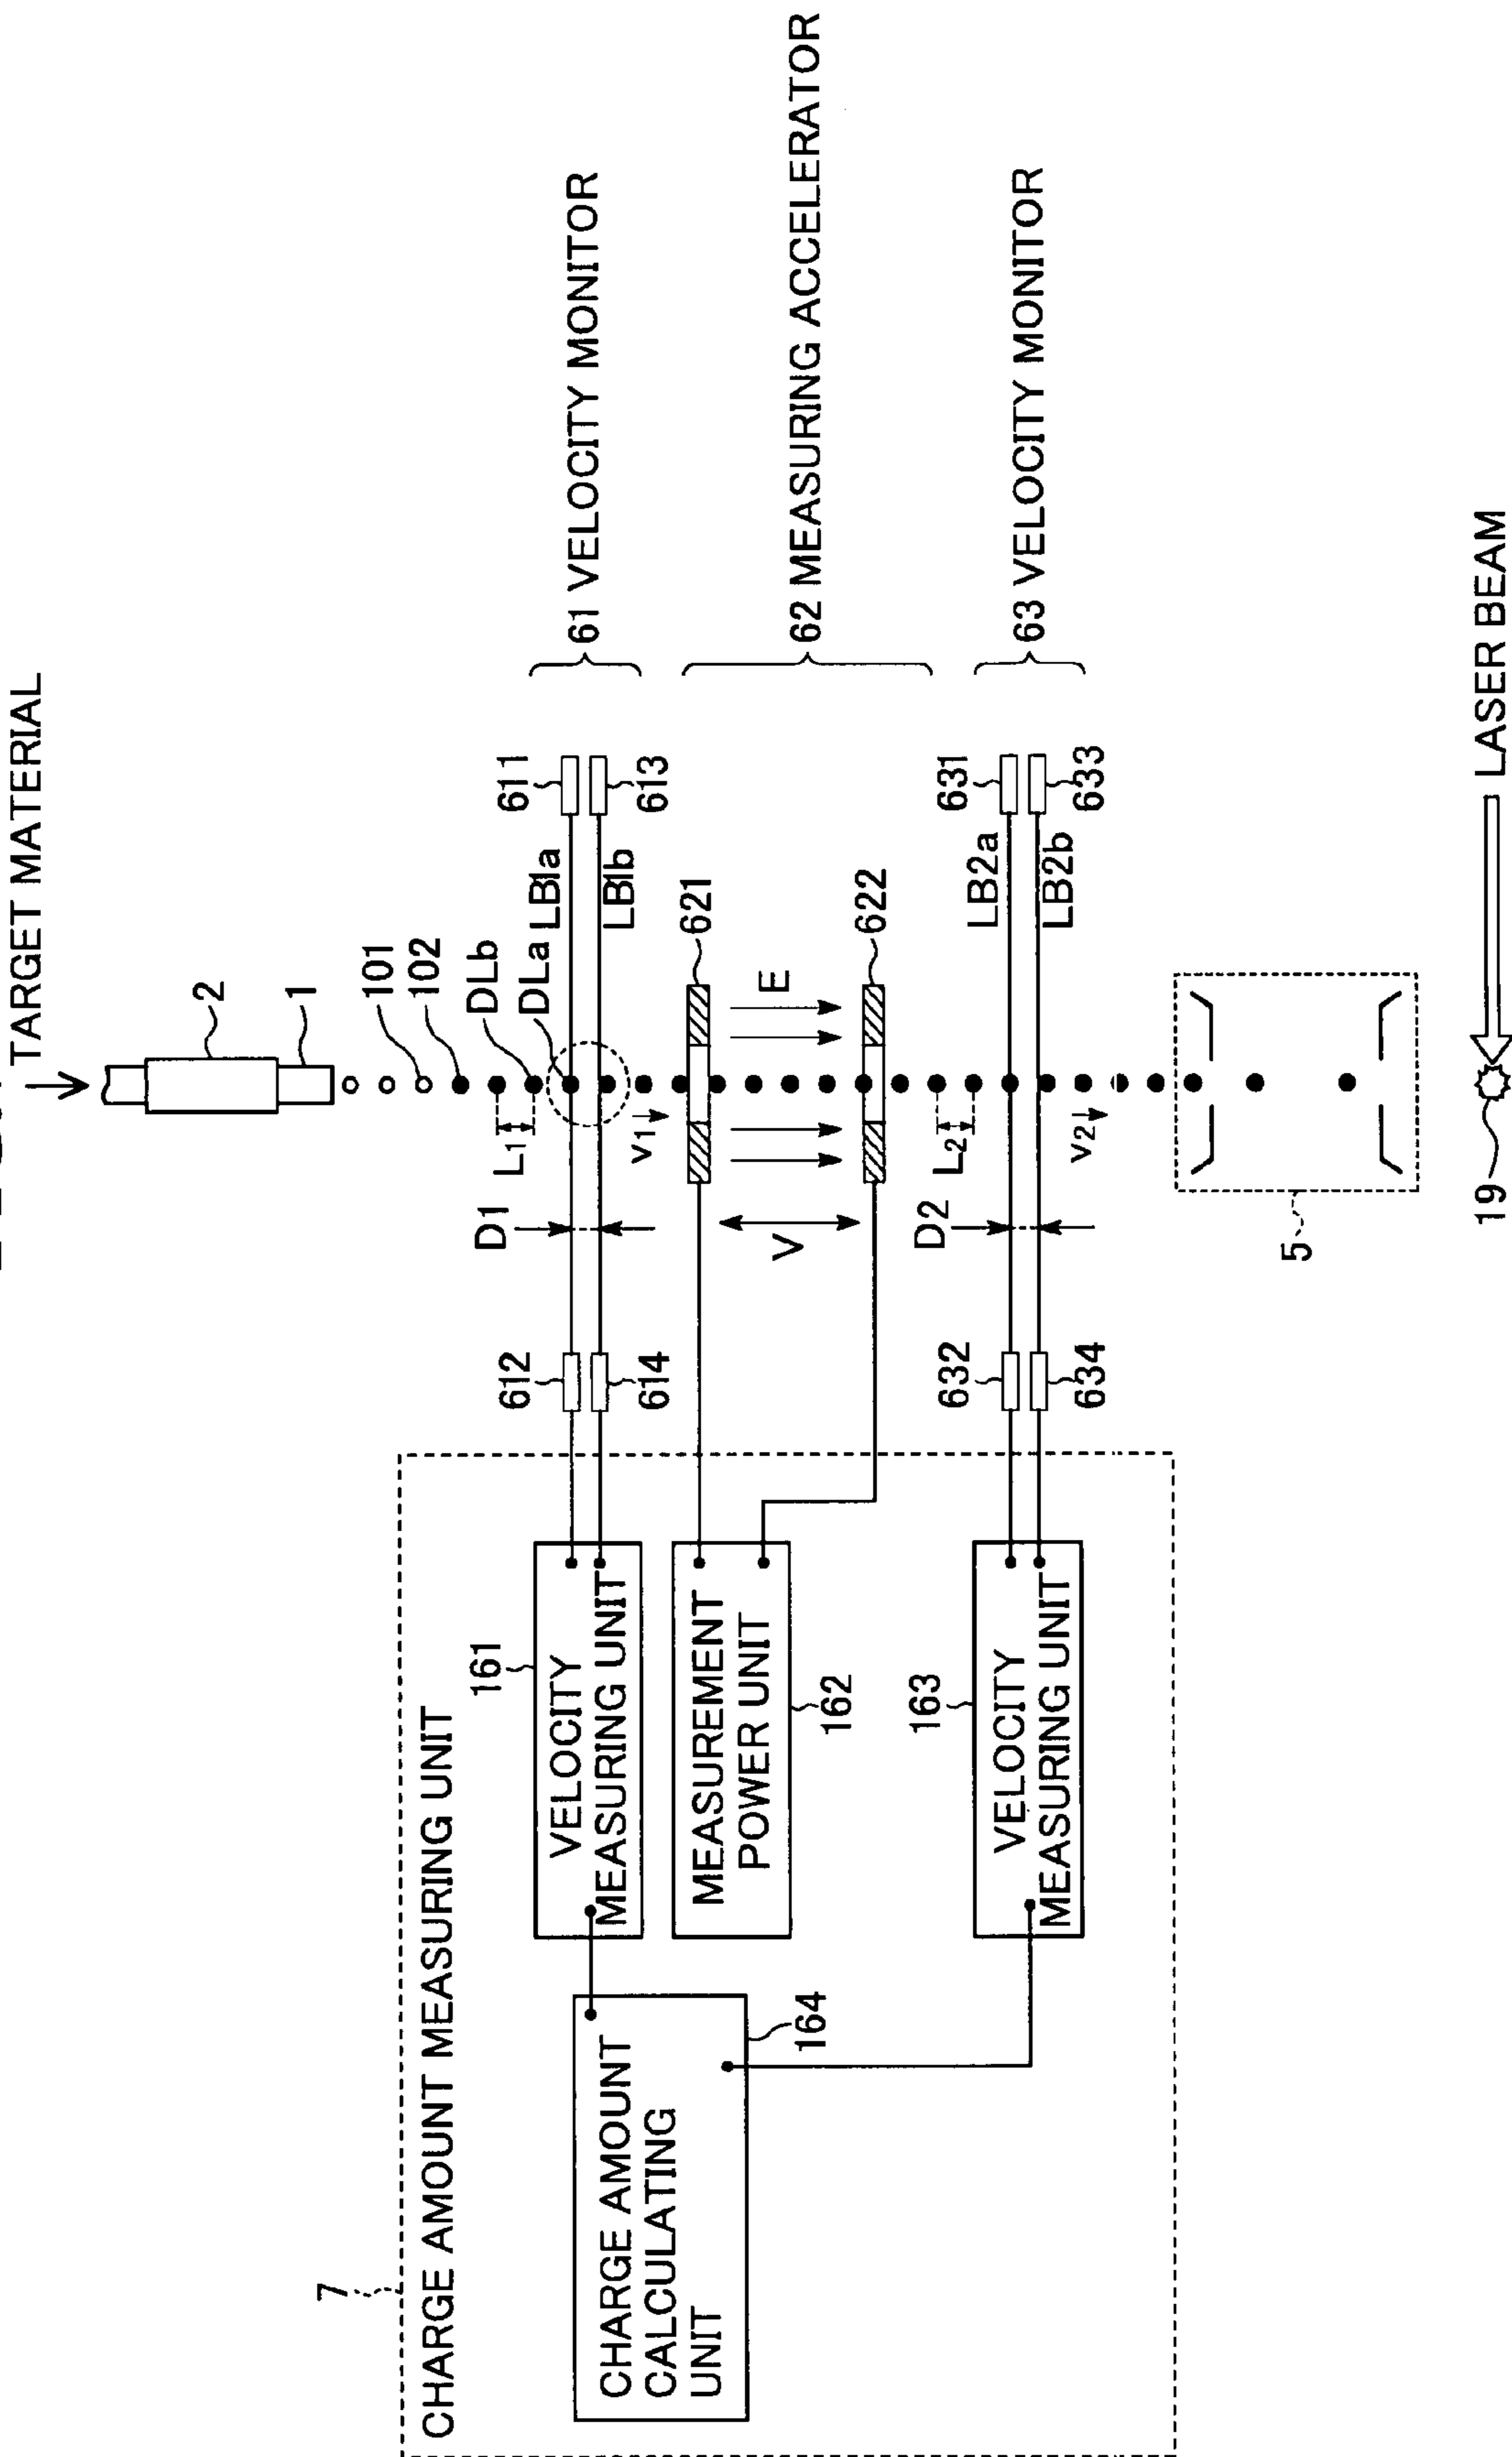 TARGET MATERIAL
2
1
101
102
DLb
DLa
L1
LB1a
LB1b
611
613
61 VELOCITY MONITOR
D1
612
614
v1
621
E
V
622
62 MEASURING ACCELERATOR
L2
D2
LB2a
LB2b
631
633
63 VELOCITY MONITOR
632
634
v2
5
19
LASER BEAM
7
CHARGE AMOUNT MEASURING UNIT
161
VELOCITY
MEASURING UNIT
MEASUREMENT
POWER UNIT
162
163
VELOCITY
MEASURING UNIT
CHARGE AMOUNT
CALCULATING
UNIT
164